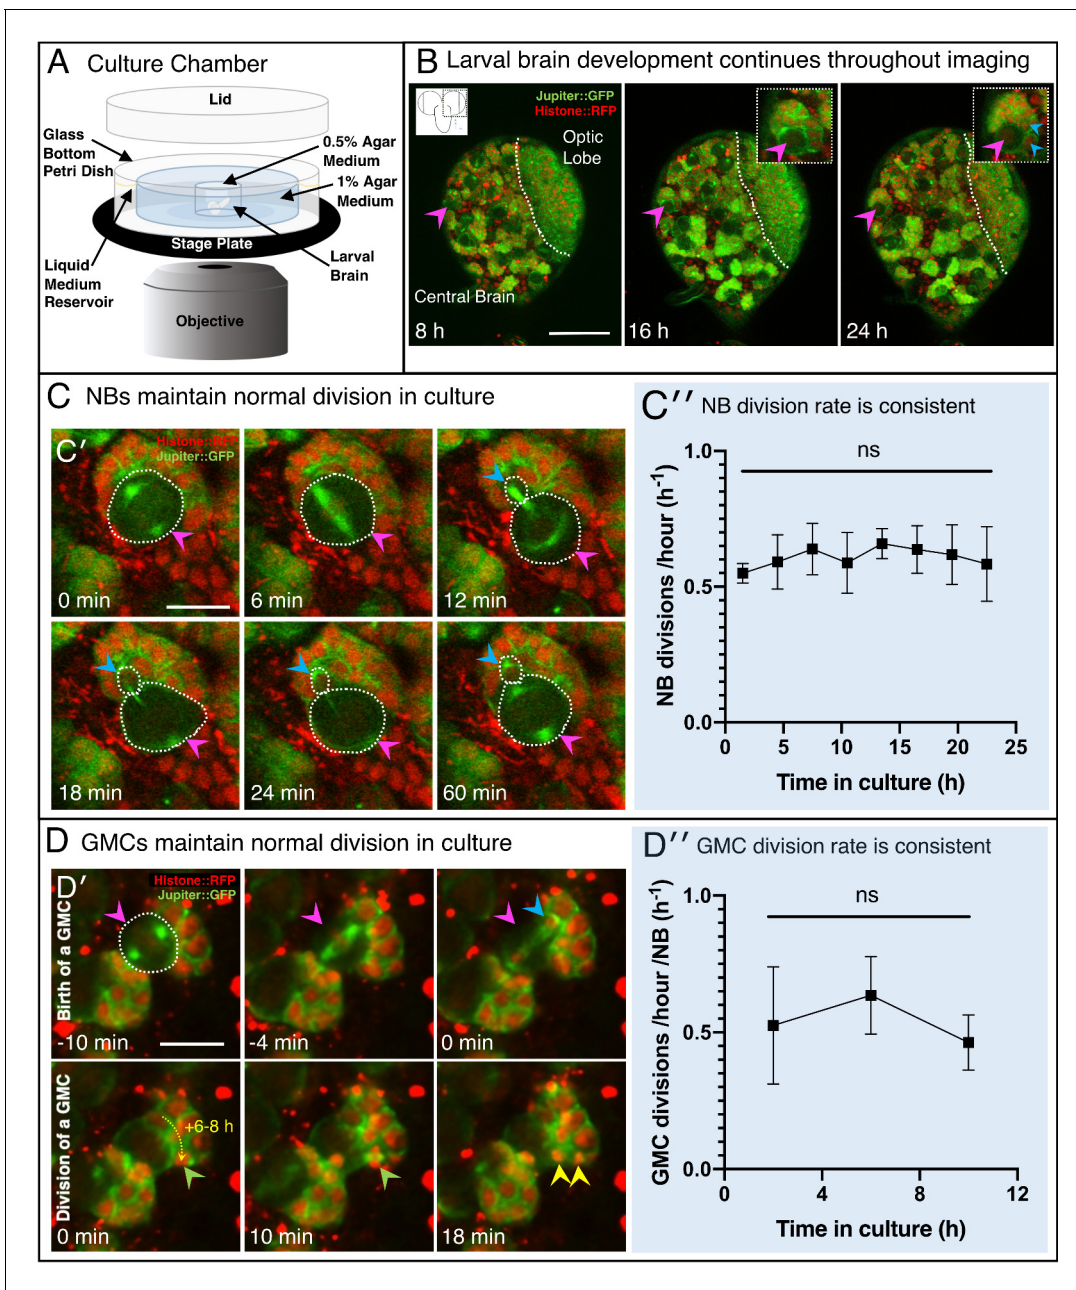 A Culture Chamber
Lid
Glass
Bottom
Petri Dish
0.5% Agar
Medium
1% Agar
Medium
Stage Plate
Liquid
Medium
Reservoir
Larval
Brain
Objective
B Larval brain development continues throughout imaging
Jupiter::GFP
Histone::RFP
Optic
Lobe
Central Brain
8 h
16 h
24 h
C NBs maintain normal division in culture
C′
Histone::RFP
Jupiter::GFP
0 min
6 min
12 min
18 min
24 min
60 min
C′′ NB division rate is consistent
ns
NB divisions /hour (h-1)
1.0
0.5
0.0
0 5 10 15 20 25
Time in culture (h)
D GMCs maintain normal division in culture
D′
Histone::RFP
Jupiter::GFP
Birth of a GMC
-10 min
-4 min
0 min
Division of a GMC
+6-8 h
0 min
10 min
18 min
D′′ GMC division rate is consistent
ns
GMC divisions /hour /NB (h-1)
1.0
0.5
0.0
0 4 8 12
Time in culture (h)